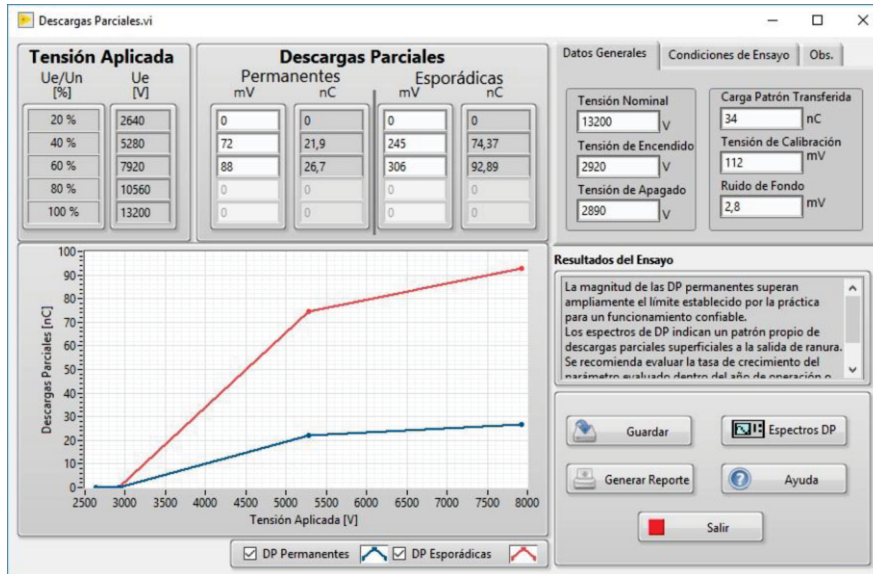 Descargas Parciales.vi
Tensión Aplicada
Ue/Un Ue
[%] [V]
20 % 2640
40 % 5280
60 % 7920
80 % 10560
100 % 13200
Descargas Parciales
Permanentes Esporádicas
mV nC mV nC
0 0 0 0
72 21,9 245 74,37
88 26,7 306 92,89
0 0 0 0
0 0 0 0
Datos Generales Condiciones de Ensayo Obs.
Tensión Nominal
13200 V
Tensión de Encendido
2920 V
Tensión de Apagado
2890 V
Carga Patrón Transferida
34 nC
Tensión de Calibración
112 mV
Ruido de Fondo
2,8 mV
Descargas Parciales [nC]
100
90
80
70
60
50
40
30
20
10
0
2500 3000 3500 4000 4500 5000 5500 6000 6500 7000 7500 8000
Tensión Aplicada [V]
DP Permanentes DP Esporádicas
Resultados del Ensayo
La magnitud de las DP permanentes superan
ampliamente el límite establecido por la práctica
para un funcionamiento confiable.
Los espectros de DP indican un patrón propio de
descargas parciales superficiales a la salida de ranura.
Se recomienda evaluar la tasa de crecimiento del
parámetro evaluado dentro del año de operación o
Guardar Espectros DP
Generar Reporte Ayuda
Salir